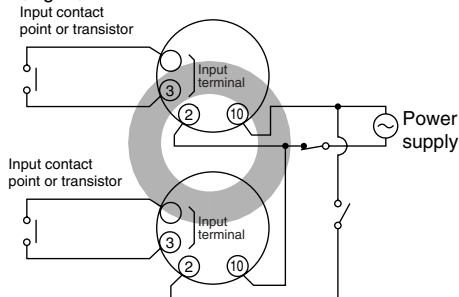 Input contact
point or transistor
Input
terminal
3
2
10
Power
supply
Input contact
point or transistor
Input
terminal
3
2
10